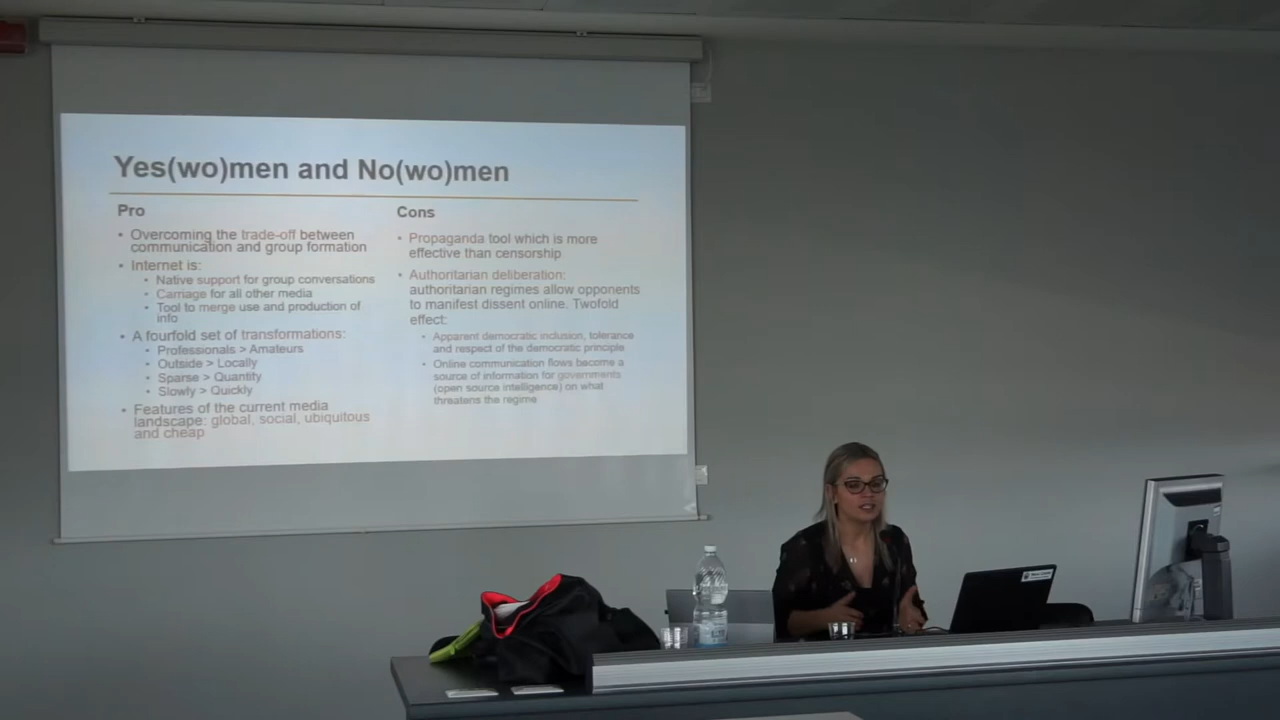 Yes(wo)men and No(wo)men
Pro
• Overcoming the trade-off between
communication and group formation
• Internet is:
• Native support for group conversations
• Carriage for all other media
• Tool to merge use and production of
info
• A fourfold set of transformations:
• Professionals > Amateurs
• Outside > Locally
• Sparse > Quantity
• Slowly > Quickly
• Features of the current media
landscape: global, social, ubiquitous
and cheap
Cons
• Propaganda tool which is more
effective than censorship
• Authoritarian deliberation:
authoritarian regimes allow opponents
to manifest dissent online. Twofold
effect:
• Apparent democratic inclusion, tolerance
and respect of the democratic principle
• Online communication flows become a
source of information for governments
(open source intelligence) on what
threatens the regime